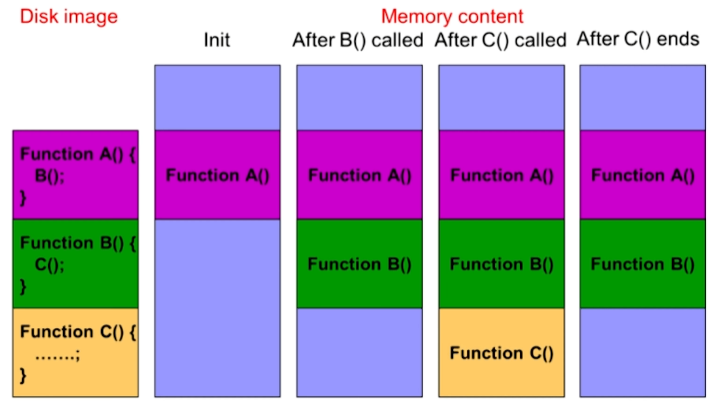 Disk image
Memory content
Init
After B() called
After C() called
After C() ends
Function A() {
B();
}
Function B() {
C();
}
Function C() {
.......;
}
Function A()
Function A()
Function B()
Function A()
Function B()
Function C()
Function A()
Function B()